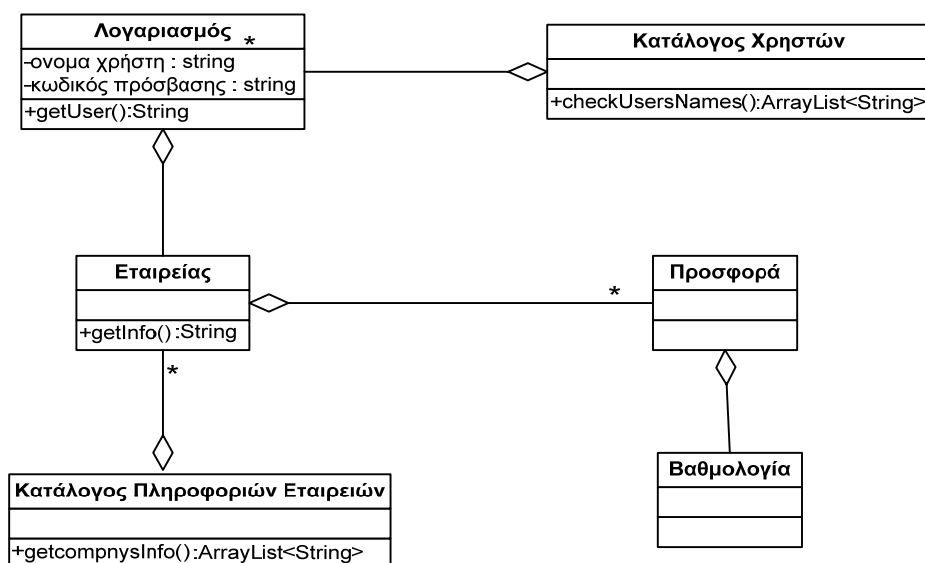 Λογαριασμός
*
-ονομα χρήστη : string
-κωδικός πρόσβασης : string
+getUser():String
Κατάλογος Χρηστών
+checkUsersNames():ArrayList<String>
Εταιρείας
+getInfo() :String
*
*
Προσφορά
Κατάλογος Πληροφοριών Εταιρειών
+getcompnysInfo():ArrayList<String>
Βαθμολογία